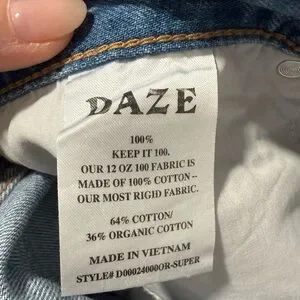 DAZE
100%
KEEP IT 100.
OUR 12 OZ 100 FABRIC IS
MADE OF 100% COTTON --
OUR MOST RIGID FABRIC.
64% COTTON/
36% ORGANIC COTTON
MADE IN VIETNAM
STYLE# D00024000OR-SUPER